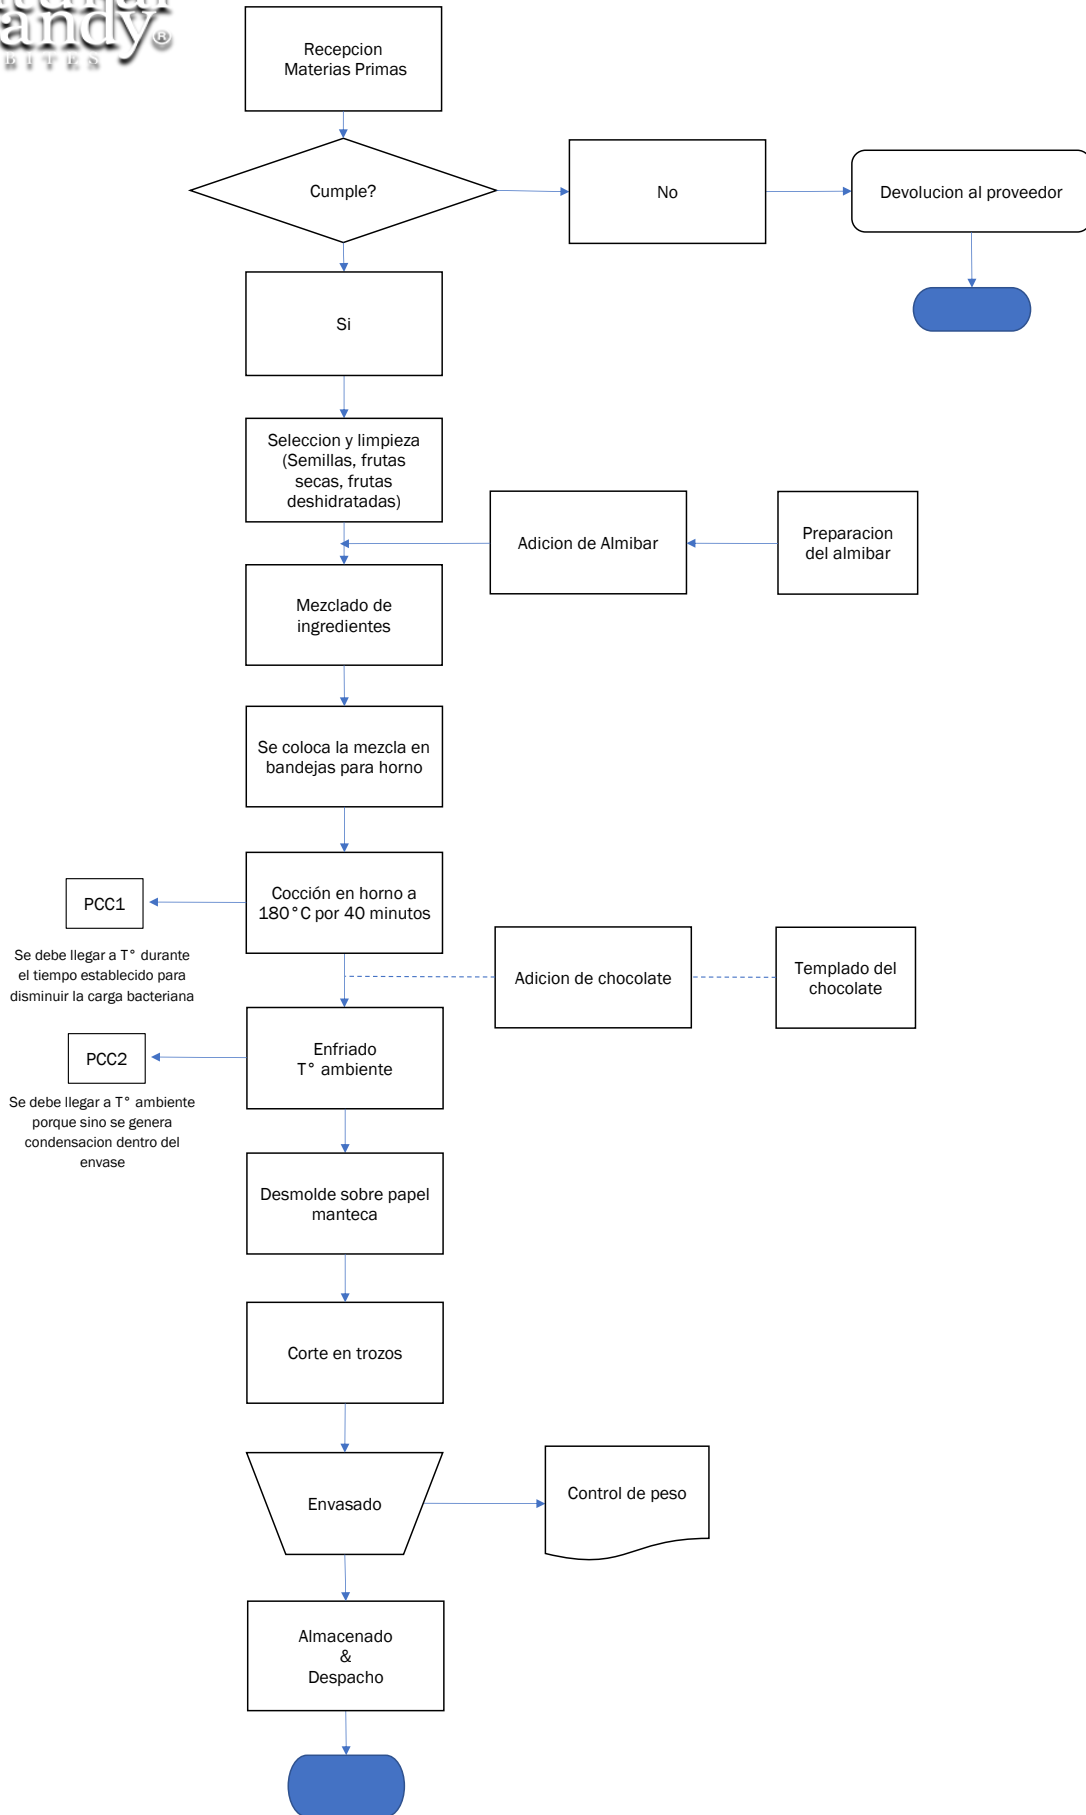 andy®
BITES
Recepcion
Materias Primas
Cumple?
No
Devolucion al proveedor
Si
Seleccion y limpieza
(Semillas, frutas
secas, frutas
deshidratadas)
Adicion de Almibar
Preparacion
del almibar
Mezclado de
ingredientes
Se coloca la mezcla en
bandejas para horno
Cocción en horno a
180°C por 40 minutos
PCC1
Se debe llegar a T° durante
el tiempo establecido para
disminuir la carga bacteriana
Adicion de chocolate
Templado del
chocolate
Enfriado
T° ambiente
PCC2
Se debe llegar a T° ambiente
porque sino se genera
condensacion dentro del
envase
Desmolde sobre papel
manteca
Corte en trozos
Envasado
Control de peso
Almacenado
&
Despacho